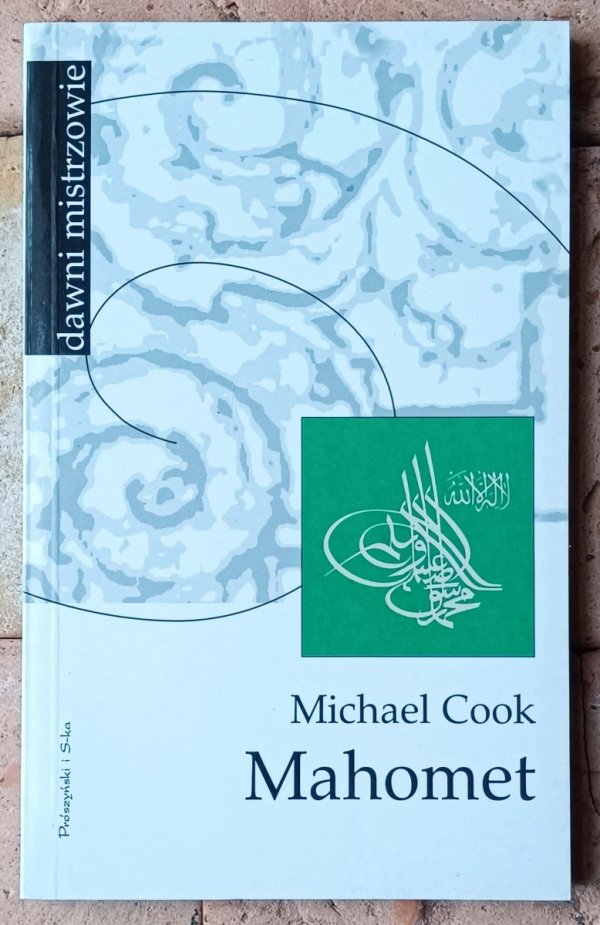 dawni mistrzowie
لا اله الا الله
Michael Cook
Mahomet
Prószyński i S-ka